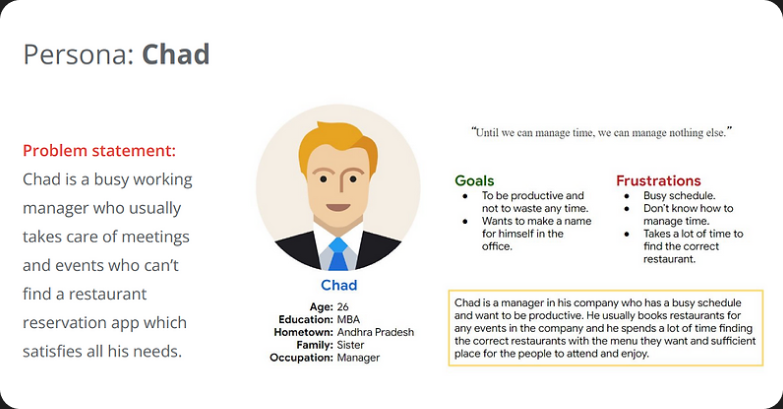 Persona: Chad
Problem statement:
Chad is a busy working
manager who usually
takes care of meetings
and events who can't
find a restaurant
reservation app which
satisfies all his needs.
Chad
Age: 26
Education: MBA
Hometown: Andhra Pradesh
Family: Sister
Occupation: Manager
“Until we can manage time, we can manage nothing else.”
Goals
● To be productive and
not to waste any time.
● Wants to make a name
for himself in the
office.
Frustrations
● Busy schedule.
● Don't know how to
manage time.
● Takes a lot of time to
find the correct
restaurant.
Chad is a manager in his company who has a busy schedule
and want to be productive. He usually books restaurants for
any events in the company and he spends a lot of time finding
the correct restaurants with the menu they want and sufficient
place for the people to attend and enjoy.